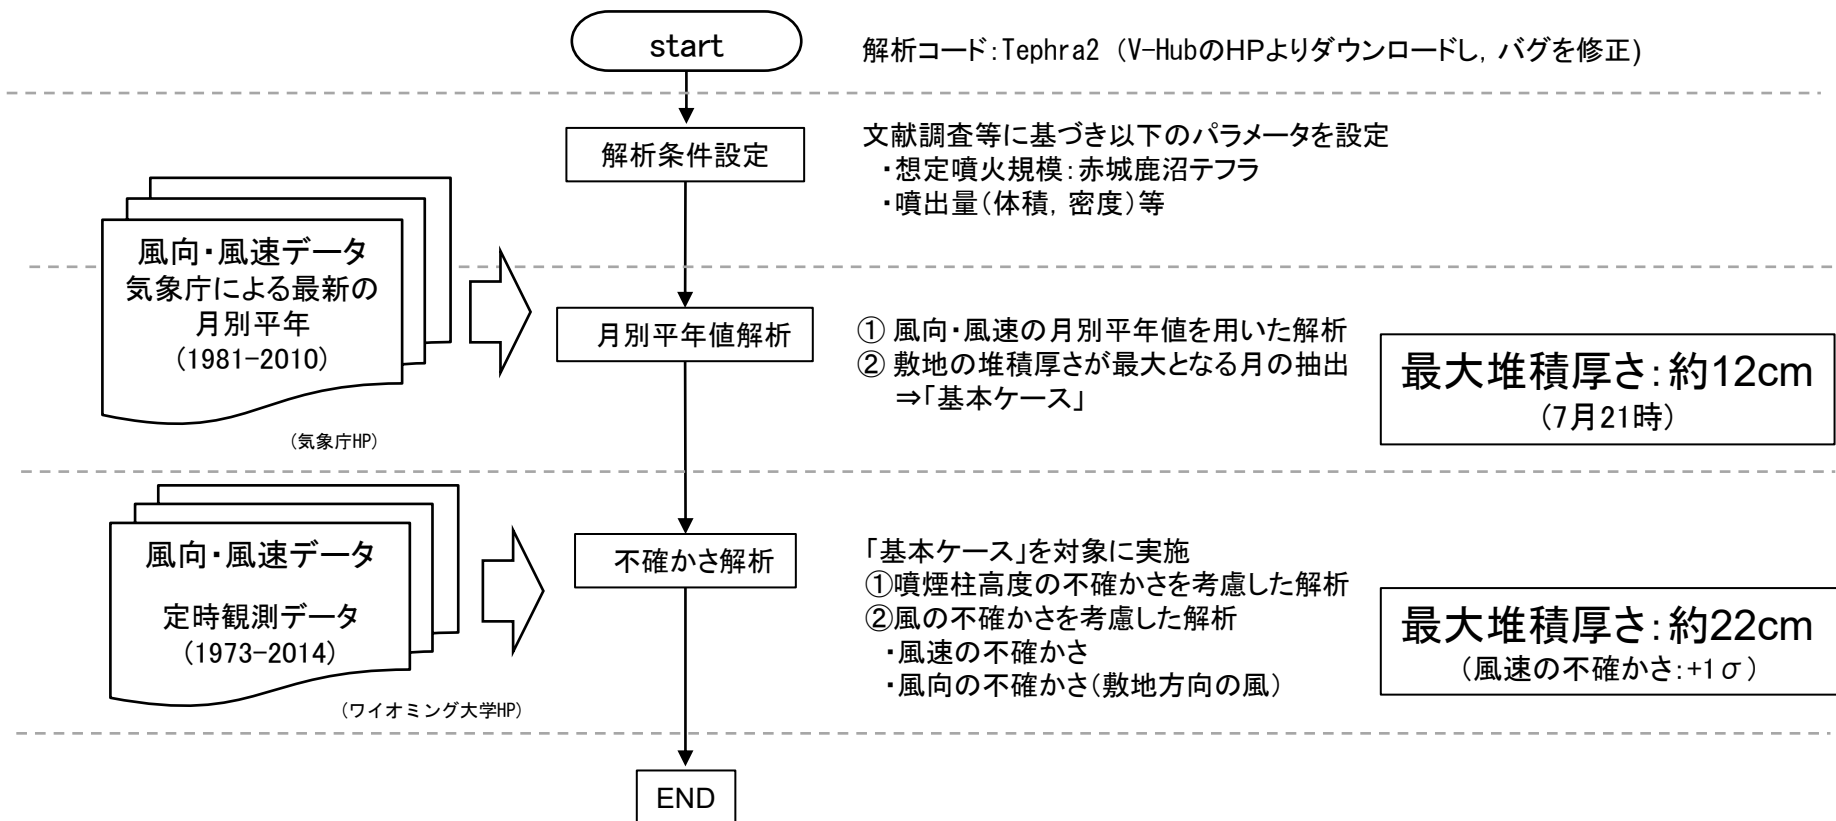 start
解析コード：Tephra2 （V-HubのHPよりダウンロードし，バグを修正)
解析条件設定
文献調査等に基づき以下のパラメータを設定
・想定噴火規模：赤城鹿沼テフラ
・噴出量（体積，密度）等
風向・風速データ
気象庁による最新の
月別平年
(1981-2010)
（気象庁HP）
月別平年値解析
① 風向・風速の月別平年値を用いた解析
② 敷地の堆積厚さが最大となる月の抽出
⇒「基本ケース」
最大堆積厚さ：約12cm
（7月21時）
風向・風速データ
定時観測データ
(1973-2014)
（ワイオミング大学HP）
不確かさ解析
「基本ケース」を対象に実施
①噴煙柱高度の不確かさを考慮した解析
②風の不確かさを考慮した解析
・風速の不確かさ
・風向の不確かさ（敷地方向の風）
最大堆積厚さ：約22cm
（風速の不確かさ：+1σ）
END